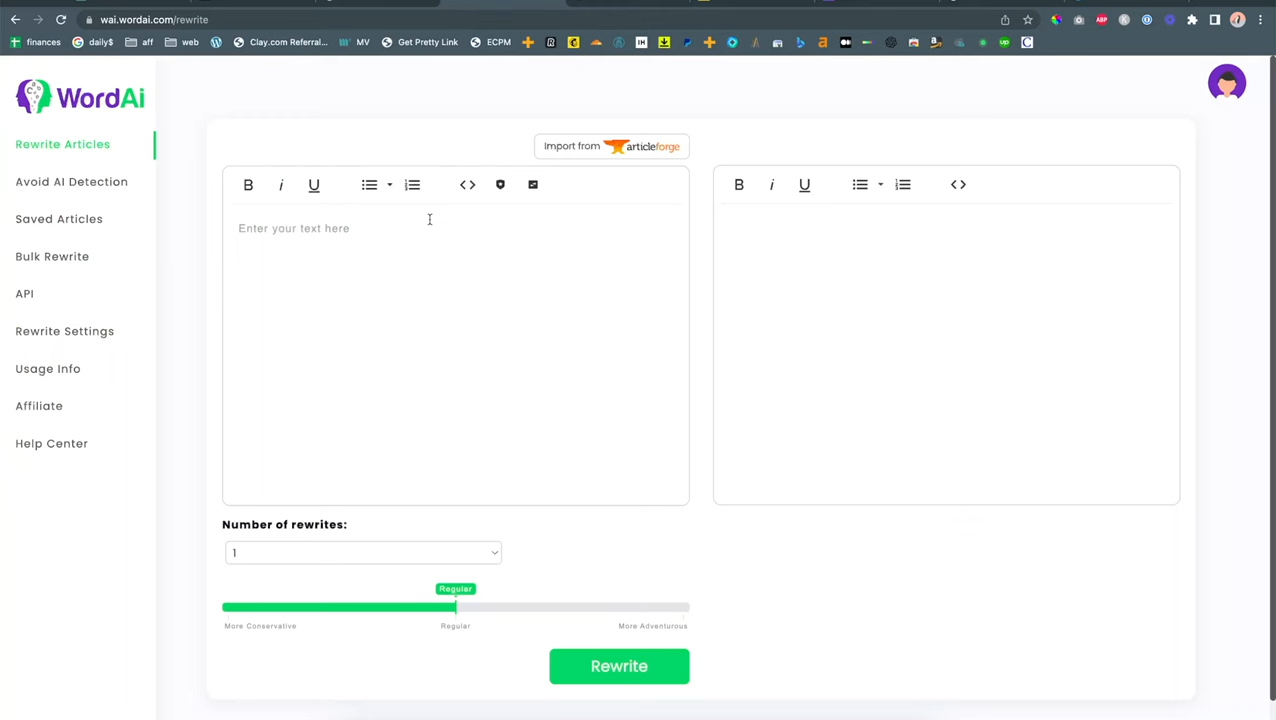 wai.wordai.com/rewrite
finances
daily$
aff
web
Clay.com Referral...
MV
Get Pretty Link
ECPM
WordAi
Rewrite Articles
Avoid AI Detection
Saved Articles
Bulk Rewrite
API
Rewrite Settings
Usage Info
Affiliate
Help Center
Import from articleforge
B i U
Enter your text here
B i U
Number of rewrites:
1
Regular
More Conservative
Regular
More Adventurous
Rewrite